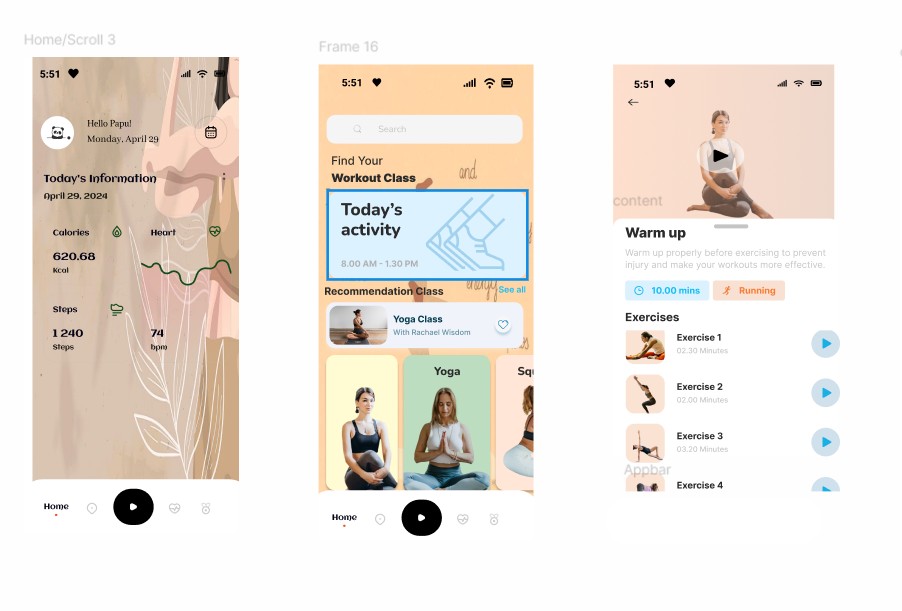 Home/Scroll 3
5:51
Hello Papu!
Monday, April 29
Today's Information
April 29, 2024
Calories
Heart
620.68
Kcal
Steps
1 240
74
Steps
bpm
Home
Frame 16
5:51
Search
Find Your
Workout Class
and
Today's
activity
8.00 AM - 1.30 PM
energy
Recommendation Class
See all
Yoga Class
With Rachael Wisdom
Yoga
Squ
Home
5:51
content
Warm up
Warm up properly before exercising to prevent
injury and make your workouts more effective.
10.00 mins
Running
Exercises
Exercise 1
02.30 Minutes
Exercise 2
02.00 Minutes
Exercise 3
03.20 Minutes
Appbar
Exercise 4